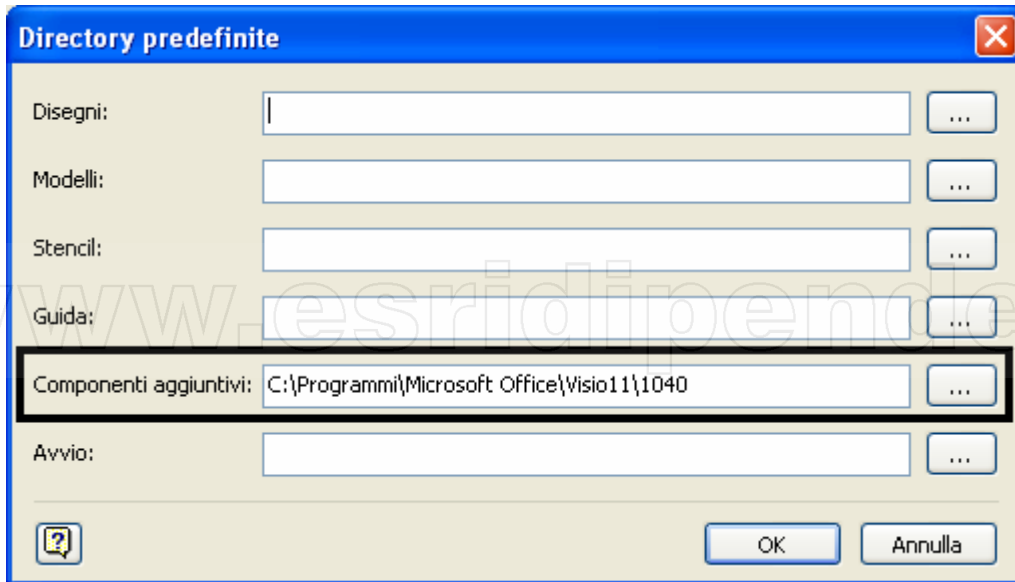 Directory predefinite
Disegni: ...
Modelli: ...
Stencil: ...
Guida: ...
www.esridipende
Componenti aggiuntivi: C:\Programmi\Microsoft Office\Visio11\1040 ...
Avvio: ...
? OK Annulla